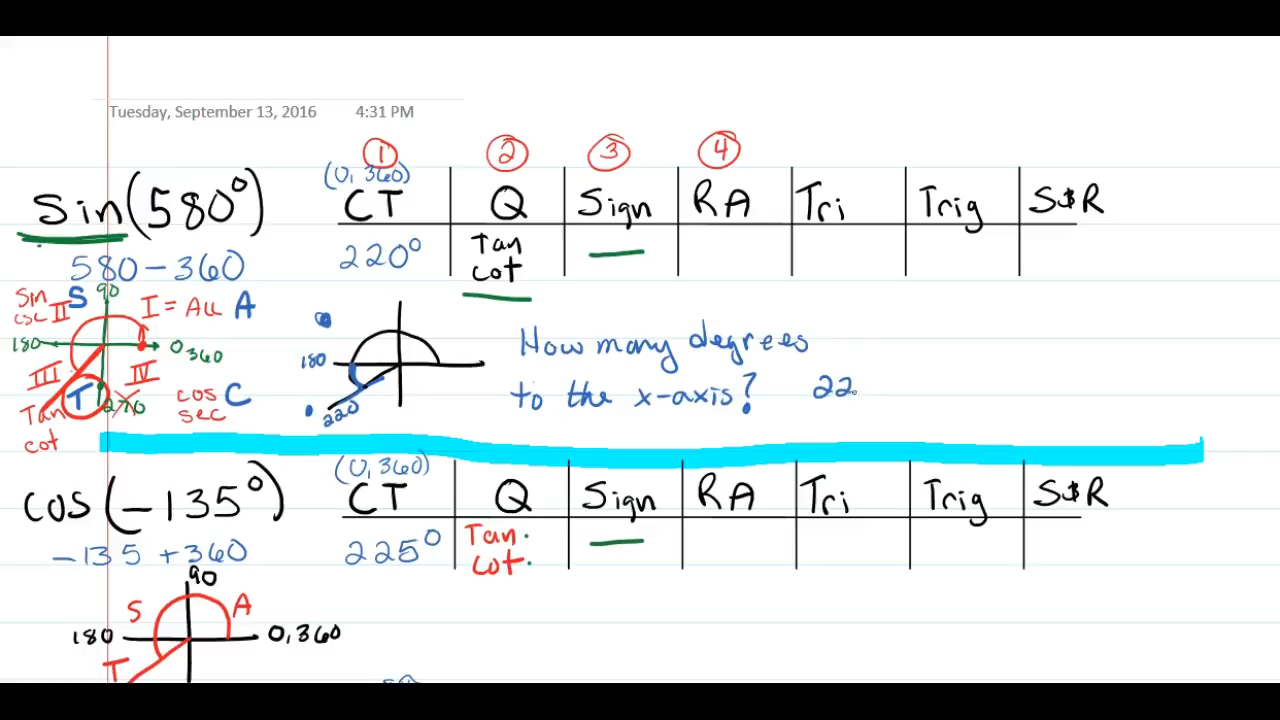 Tuesday, September 13, 2016 4:31 PM
① ② ③ ④
(0, 360)
sin(580°) CT Q Sign RA Tri Trig S&R
580-360 220° Tan —
cot
Sin II S 90 I = All A
csc
180 0, 360
III IV
Tan T 270 cos C
cot sec
180
220
How many degrees
to the x-axis? 22
(0, 360)
cos(-135°) CT Q Sign RA Tri Trig S&R
-135 +360 225° Tan —
cot
90
S A
180 0, 360
T